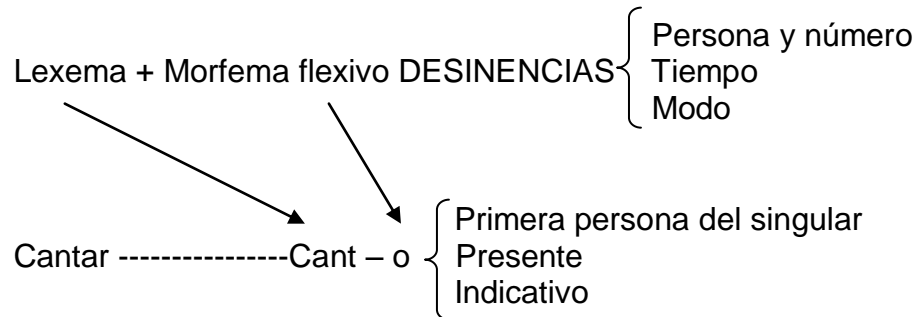 Persona y número
Lexema + Morfema flexivo DESINENCIAS Tiempo
Modo
Primera persona del singular
Cantar ----------------Cant – o Presente
Indicativo